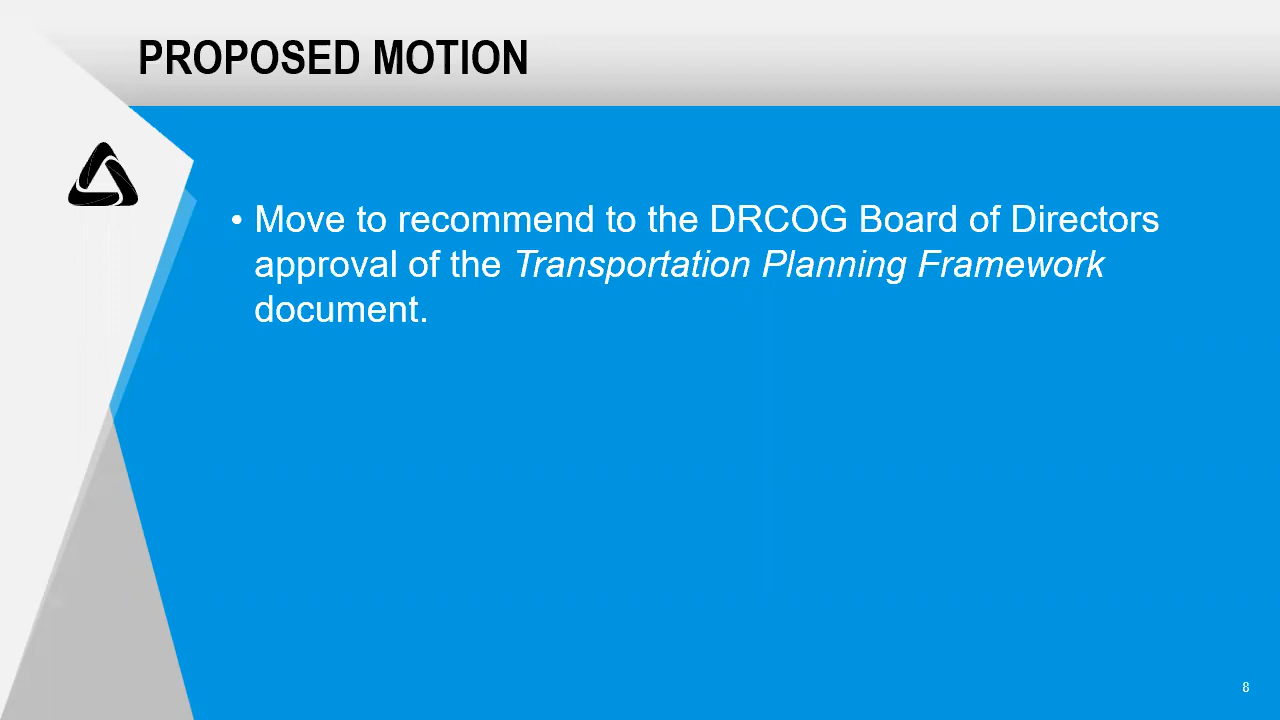 PROPOSED MOTION
• Move to recommend to the DRCOG Board of Directors
approval of the Transportation Planning Framework
document.
8